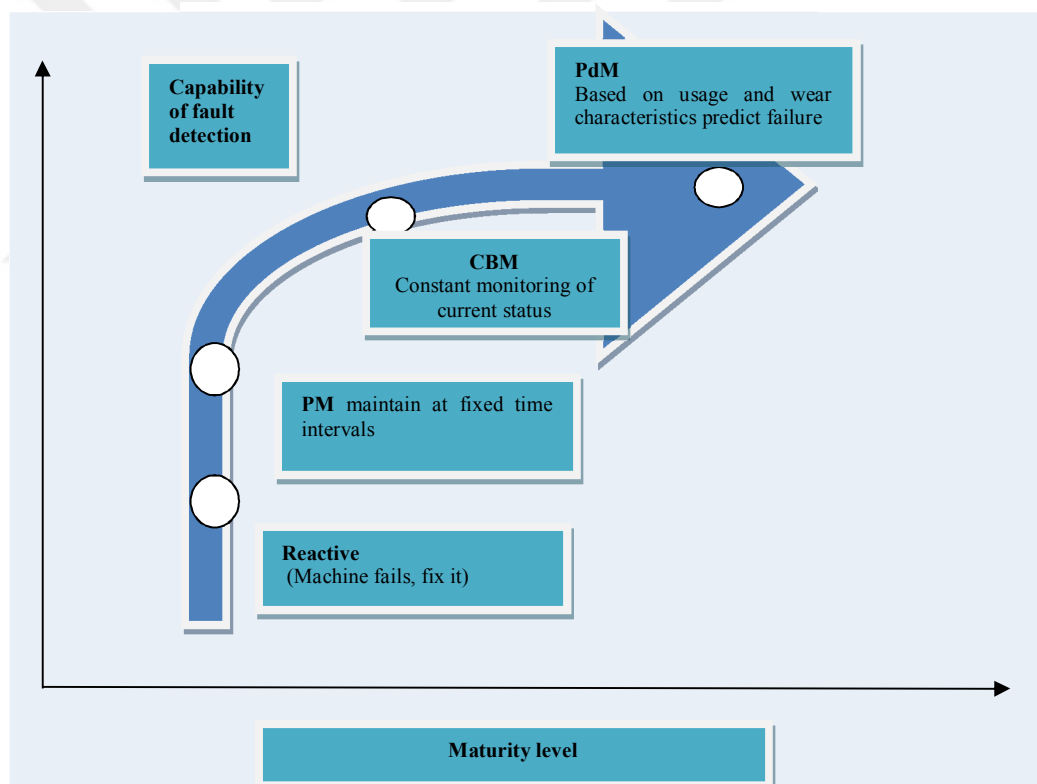 Capability
of fault
detection
PdM
Based on usage and wear
characteristics predict failure
CBM
Constant monitoring of
current status
PM maintain at fixed time
intervals
Reactive
(Machine fails, fix it)
Maturity level